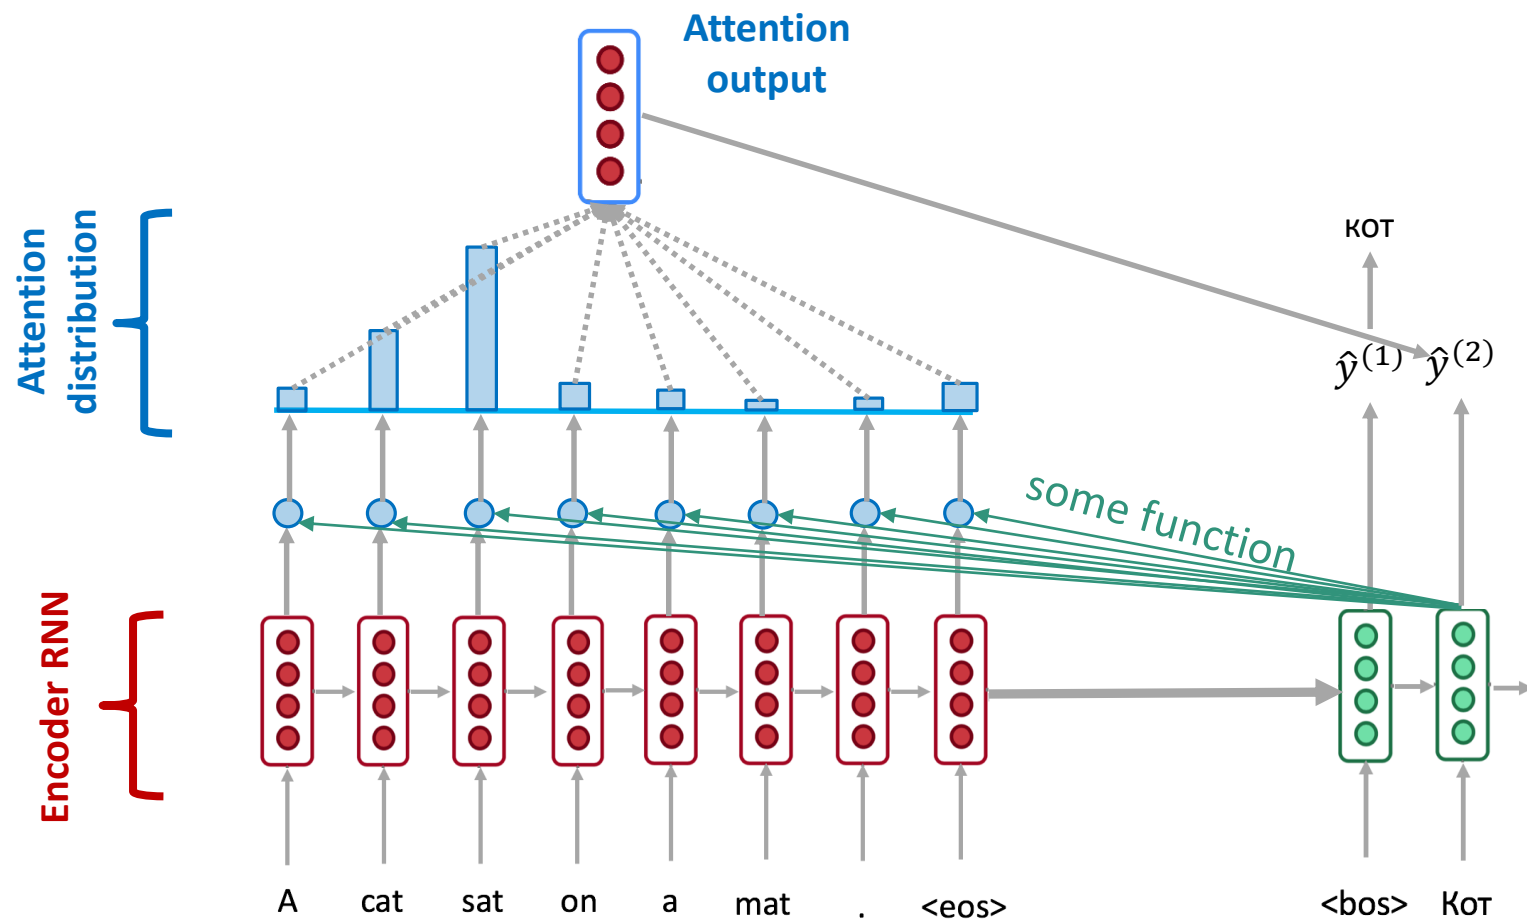 Attention
output
Attention
distribution
кот
ŷ⁽¹⁾ ŷ⁽²⁾
some function
Encoder RNN
A cat sat on a mat . <eos> <bos> Кот